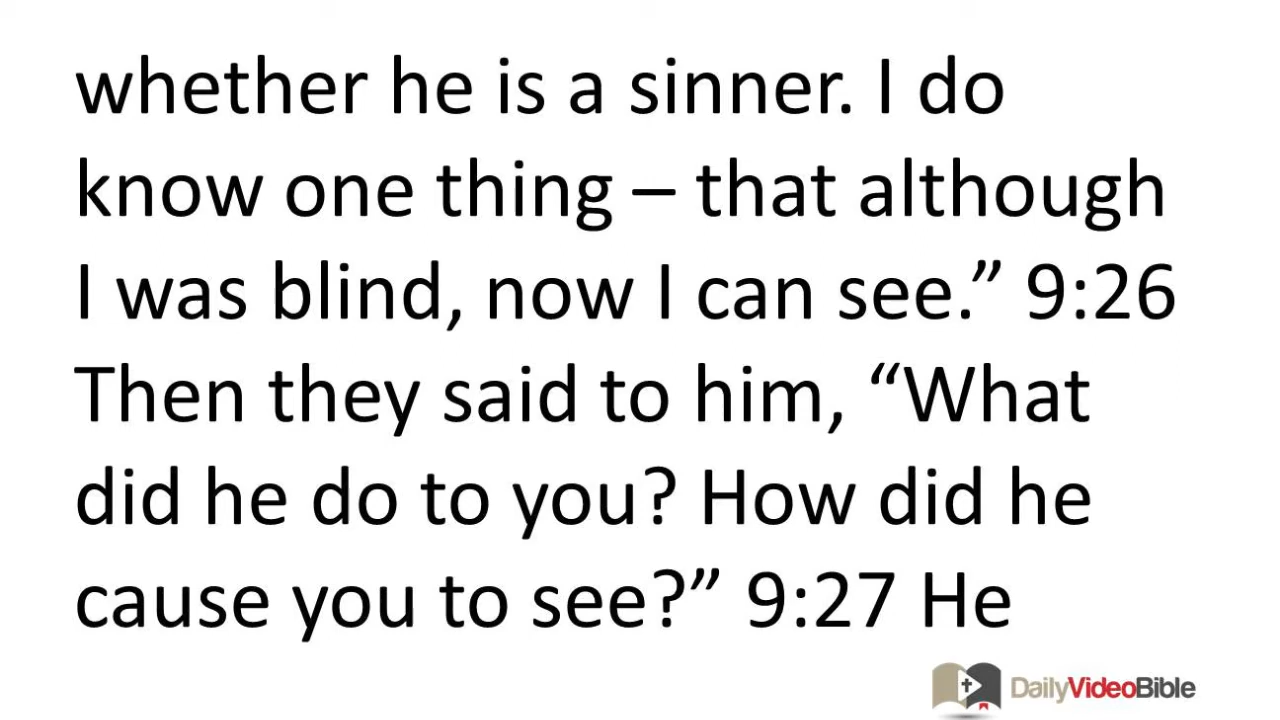 whether he is a sinner. I do
know one thing – that although
I was blind, now I can see.” 9:26
Then they said to him, “What
did he do to you? How did he
cause you to see?” 9:27 He
DailyVideoBible